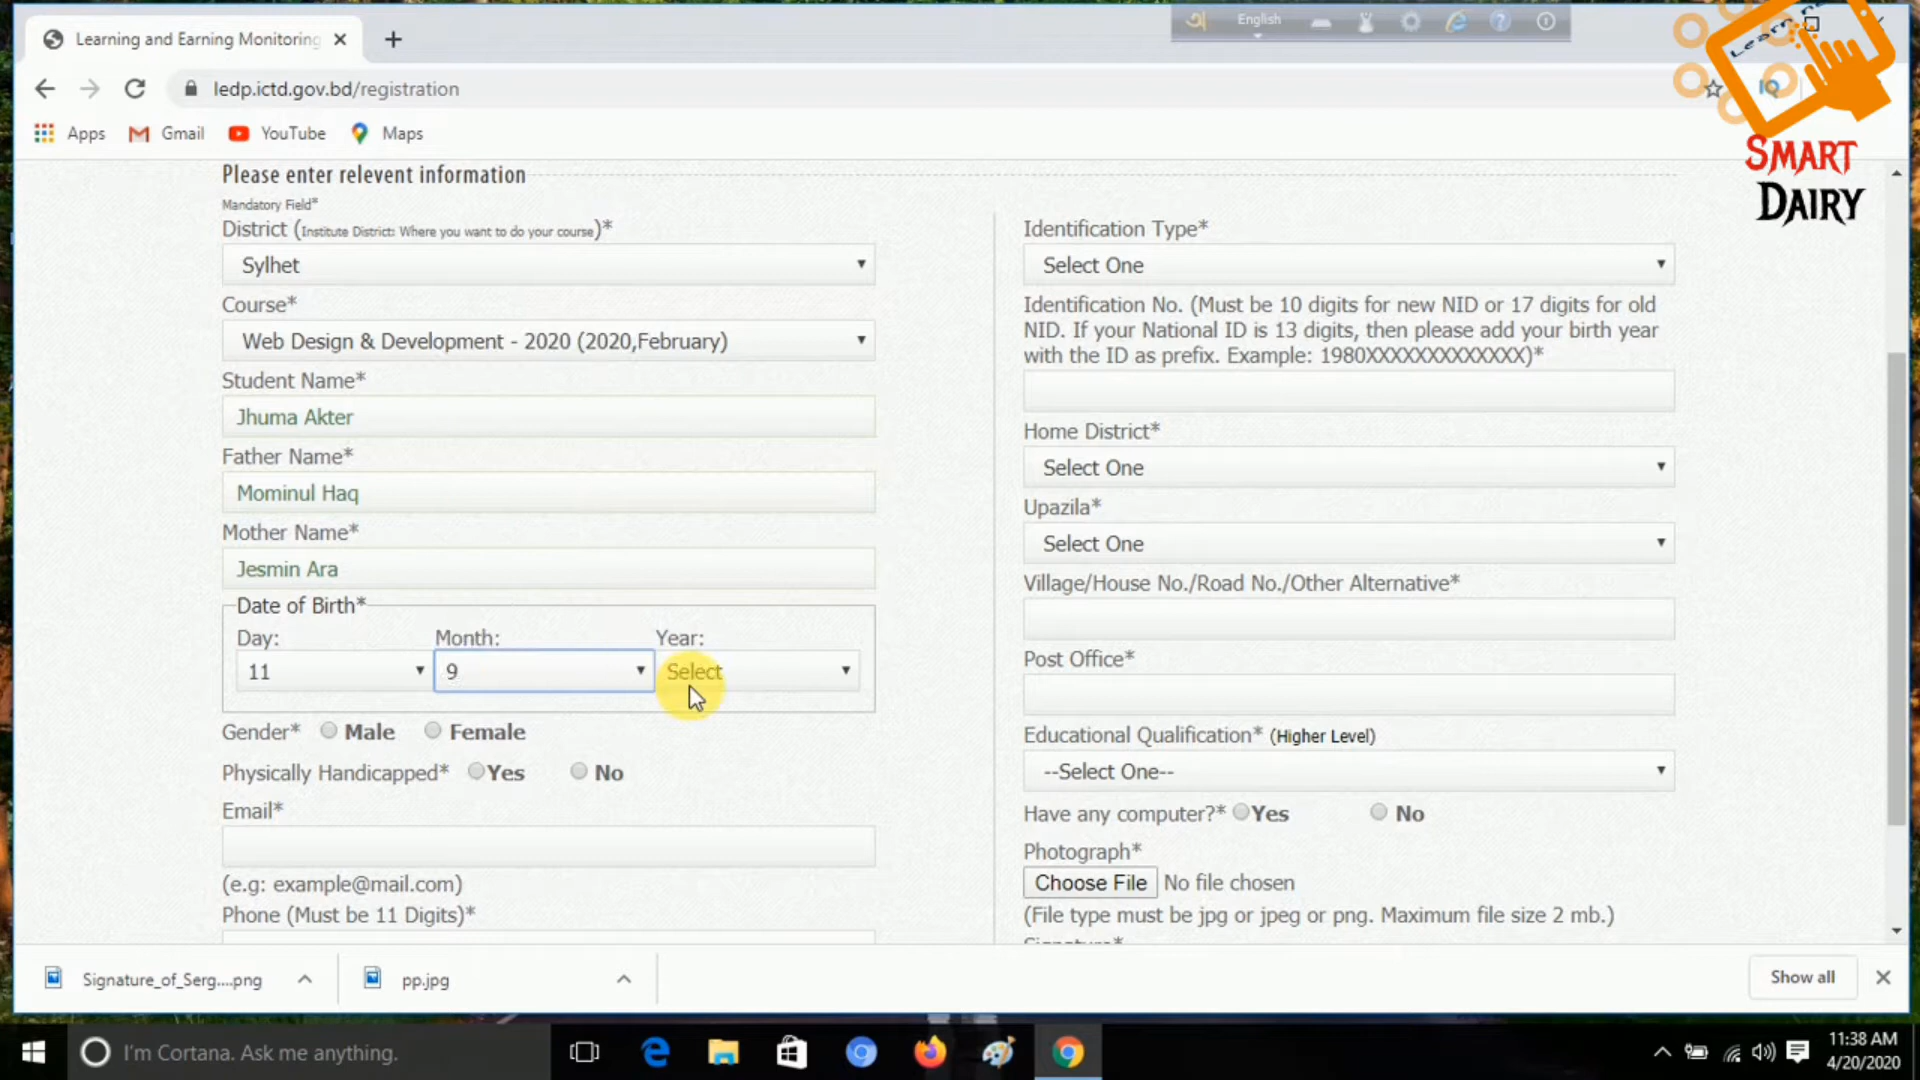 Learning and Earning Monitoring
English
Learn
ledp.ictd.gov.bd/registration
IQ
Apps
Gmail
YouTube
Maps
SMART
DAIRY
Please enter relevent information
Mandatory Field*
District (Institute District: Where you want to do your course)*
Sylhet
Course*
Web Design & Development - 2020 (2020,February)
Student Name*
Jhuma Akter
Father Name*
Mominul Haq
Mother Name*
Jesmin Ara
Date of Birth*
Day: Month: Year:
11 9 Select
Gender* Male Female
Physically Handicapped* Yes No
Email*
(e.g: example@mail.com)
Phone (Must be 11 Digits)*
Identification Type*
Select One
Identification No. (Must be 10 digits for new NID or 17 digits for old
NID. If your National ID is 13 digits, then please add your birth year
with the ID as prefix. Example: 1980XXXXXXXXXXXXX)*
Home District*
Select One
Upazila*
Select One
Village/House No./Road No./Other Alternative*
Post Office*
Educational Qualification* (Higher Level)
--Select One--
Have any computer?* Yes No
Photograph*
Choose File No file chosen
(File type must be jpg or jpeg or png. Maximum file size 2 mb.)
Signature*
Signature_of_Serg....png
pp.jpg
Show all
I'm Cortana. Ask me anything.
11:38 AM
4/20/2020